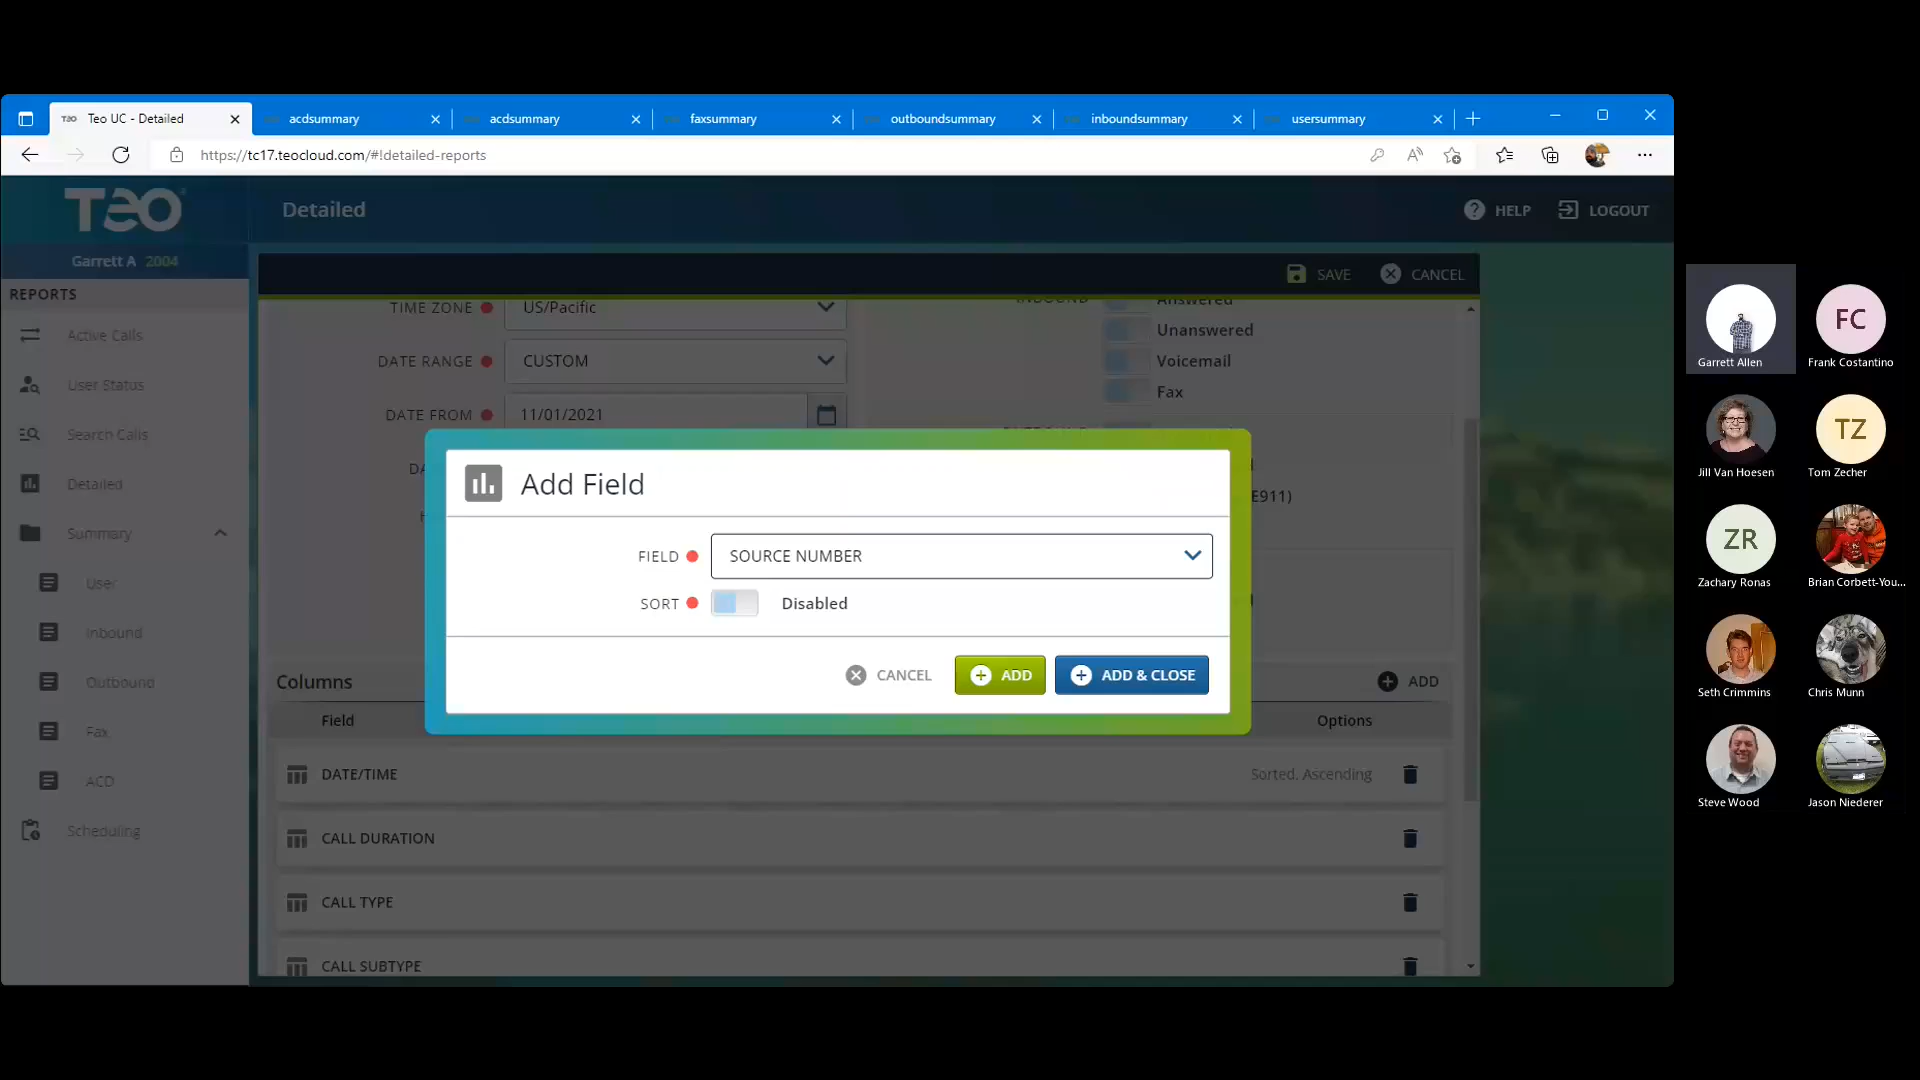 Teo UC - Detailed
acdsummary
acdsummary
faxsummary
outboundsummary
inboundsummary
usersummary
https://tc17.teocloud.com/#!detailed-reports
Teo
Detailed
HELP
LOGOUT
Garrett A 2004
REPORTS
Active Calls
User Status
Search Calls
Detailed
Summary
User
Inbound
Outbound
Fax
ACD
Scheduling
SAVE
CANCEL
TIME ZONE
US/Pacific
DATE RANGE
CUSTOM
DATE FROM
11/01/2021
INBOUND
Answered
Unanswered
Voicemail
Fax
E911)
Add Field
FIELD
SOURCE NUMBER
SORT
Disabled
CANCEL
ADD
ADD & CLOSE
Columns
ADD
Field
Options
DATE/TIME
Sorted, Ascending
CALL DURATION
CALL TYPE
CALL SUBTYPE
Garrett Allen
FC
Frank Costantino
Jill Van Hoesen
TZ
Tom Zecher
ZR
Zachary Ronas
Brian Corbett-You...
Seth Crimmins
Chris Munn
Steve Wood
Jason Niederer